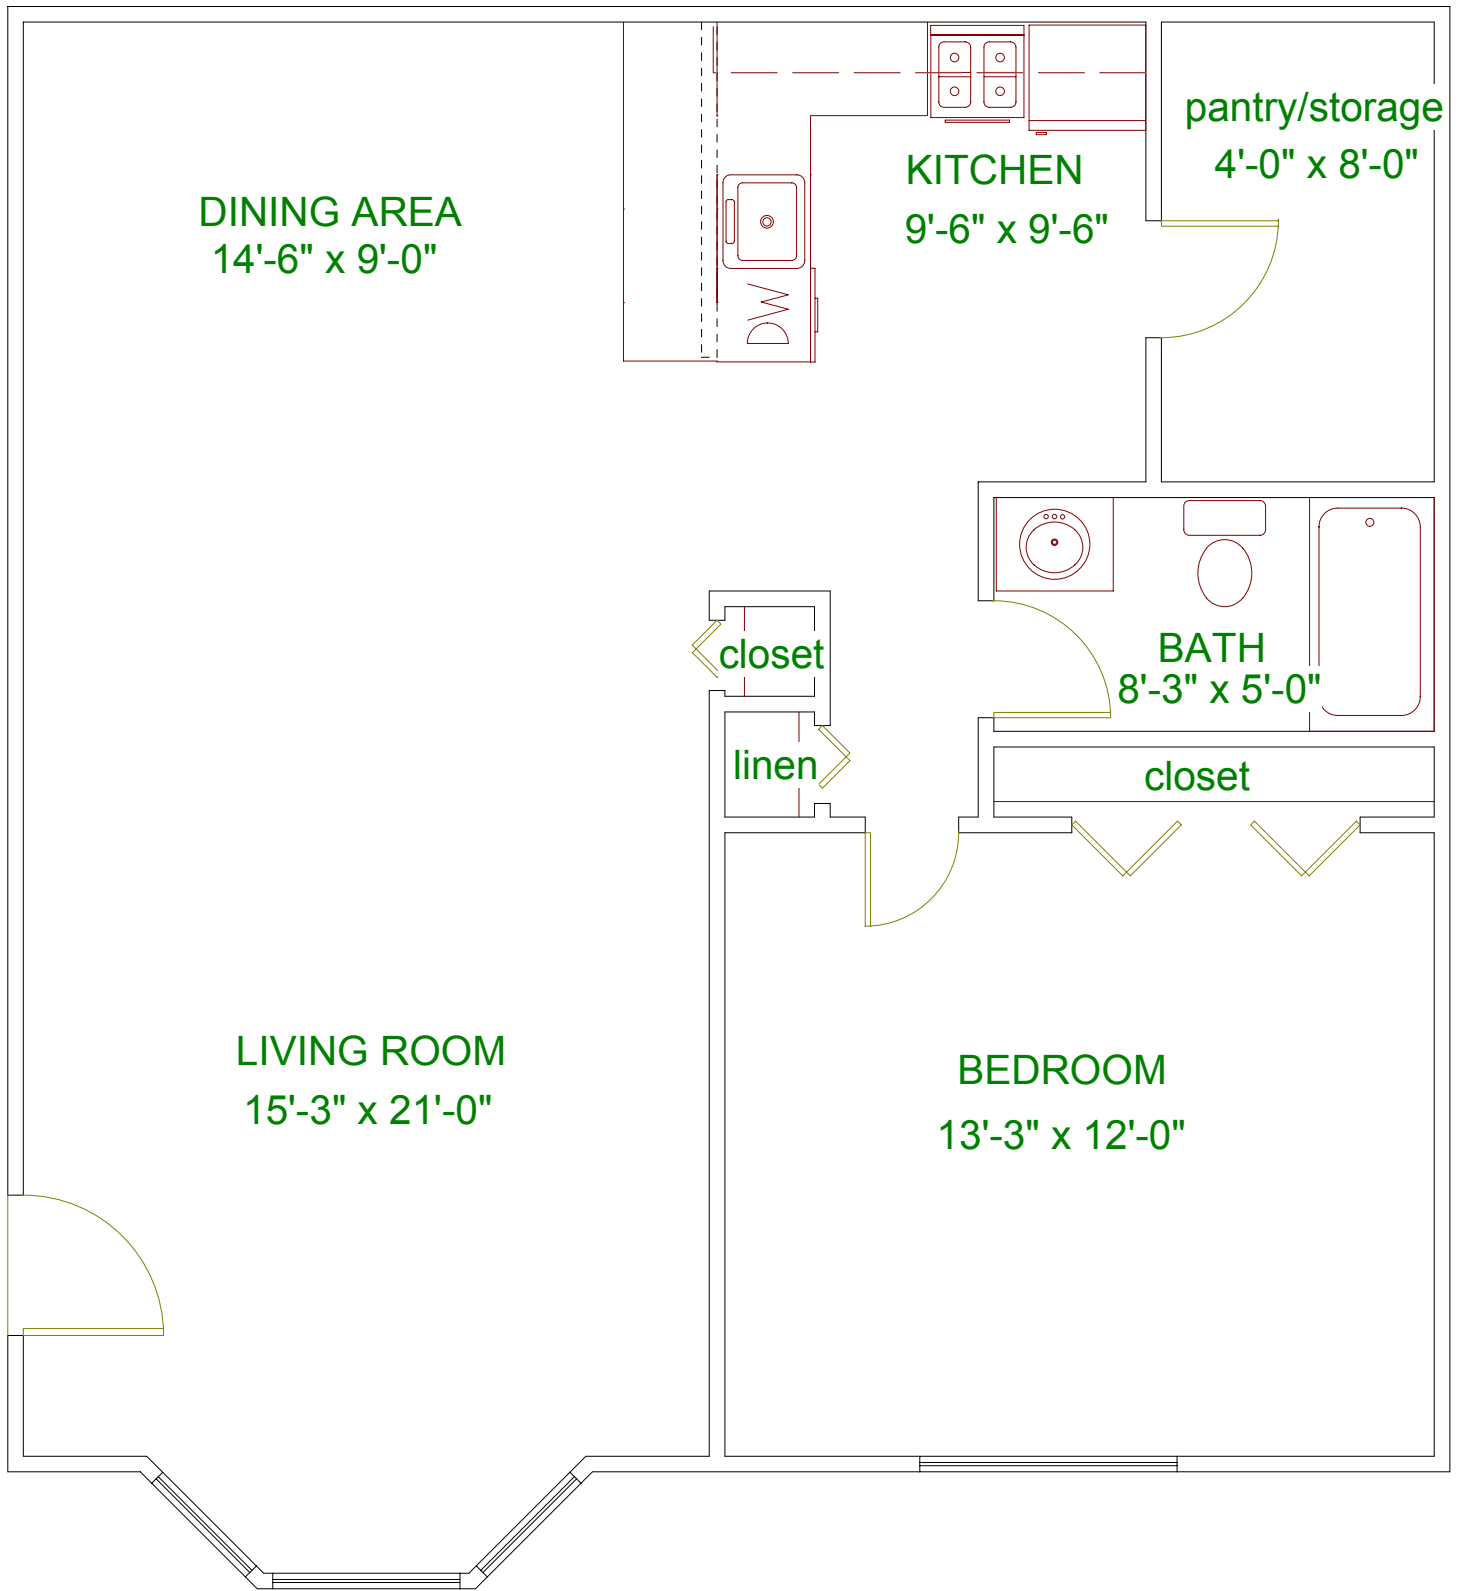 pantry/storage
4'-0" x 8'-0"
KITCHEN
9'-6" x 9'-6"
DINING AREA
14'-6" x 9'-0"
DW
closet
BATH
8'-3" x 5'-0"
linen
closet
LIVING ROOM
15'-3" x 21'-0"
BEDROOM
13'-3" x 12'-0"